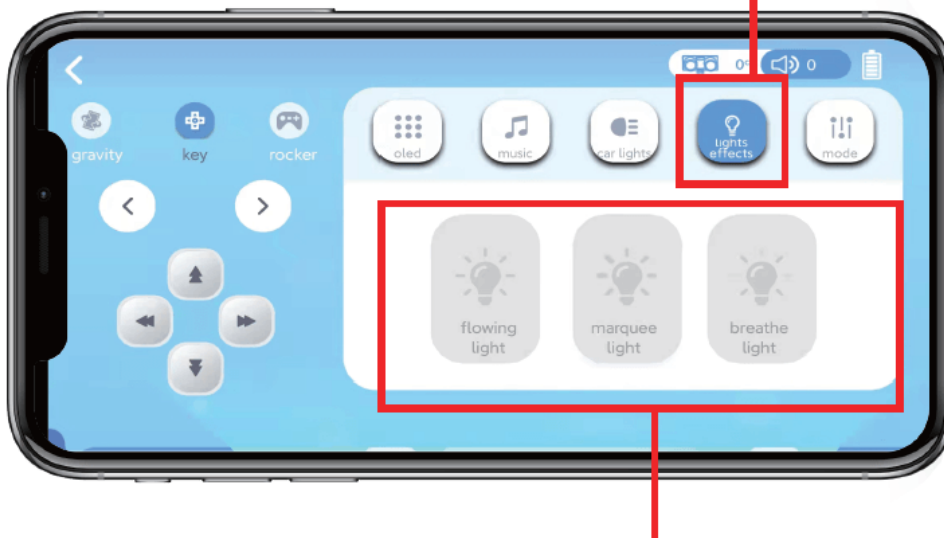 0°
0
gravity
key
rocker
oled
music
car lights
lights
effects
mode
flowing
light
marquee
light
breathe
light